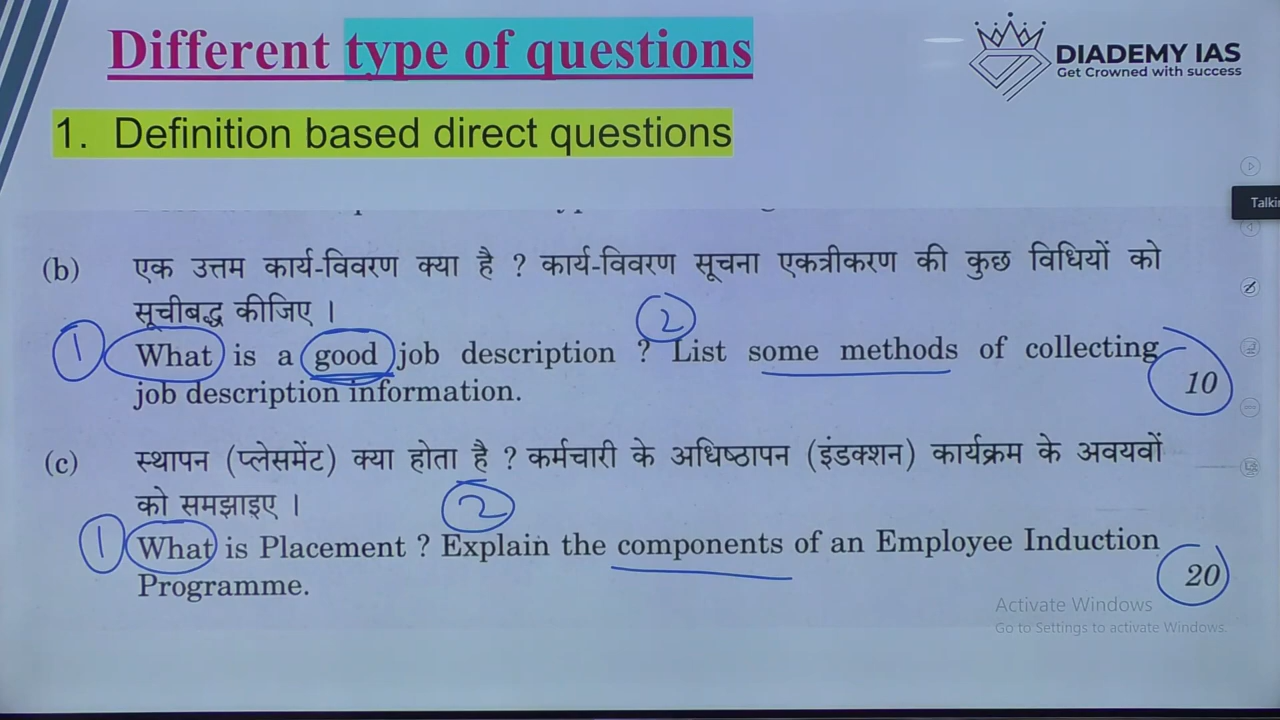 Different type of questions
DIADEMY IAS
Get Crowned with success
1. Definition based direct questions
Talkin
(b) एक उत्तम कार्य-विवरण क्या है ? कार्य-विवरण सूचना एकत्रीकरण की कुछ विधियों को
सूचीबद्ध कीजिए ।
2
1 What is a good job description ? List some methods of collecting
job description information. 10
(c) स्थापन (प्लेसमेंट) क्या होता है ? कर्मचारी के अधिष्ठापन (इंडक्शन) कार्यक्रम के अवयवों
को समझाइए ।
2
1 What is Placement ? Explain the components of an Employee Induction
Programme. 20
Activate Windows
Go to Settings to activate Windows.